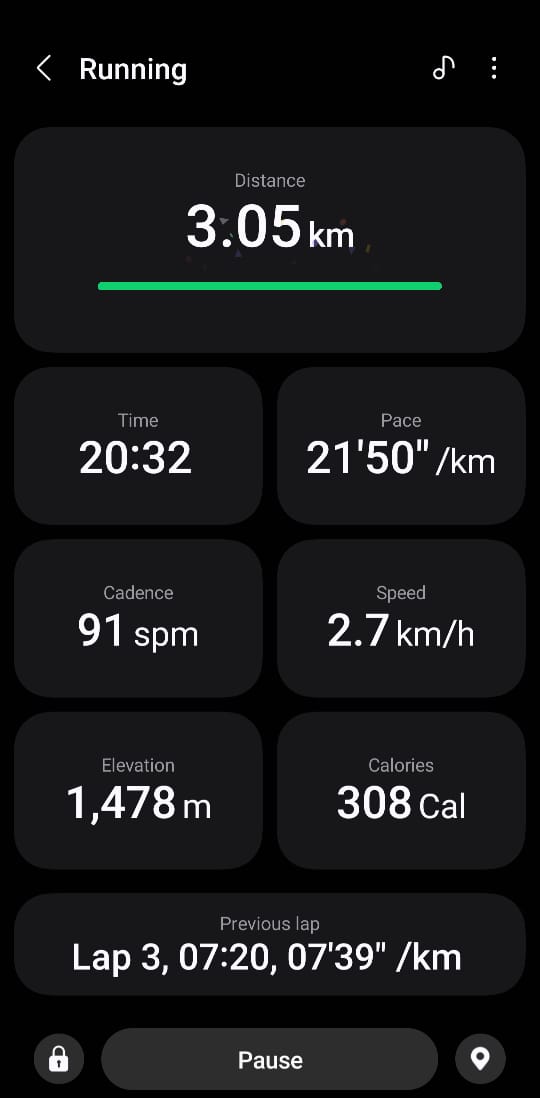 Running
Distance
3.05 km
Time
20:32
Pace
21'50" /km
Cadence
91 spm
Speed
2.7 km/h
Elevation
1,478 m
Calories
308 Cal
Previous lap
Lap 3, 07:20, 07'39" /km
Pause